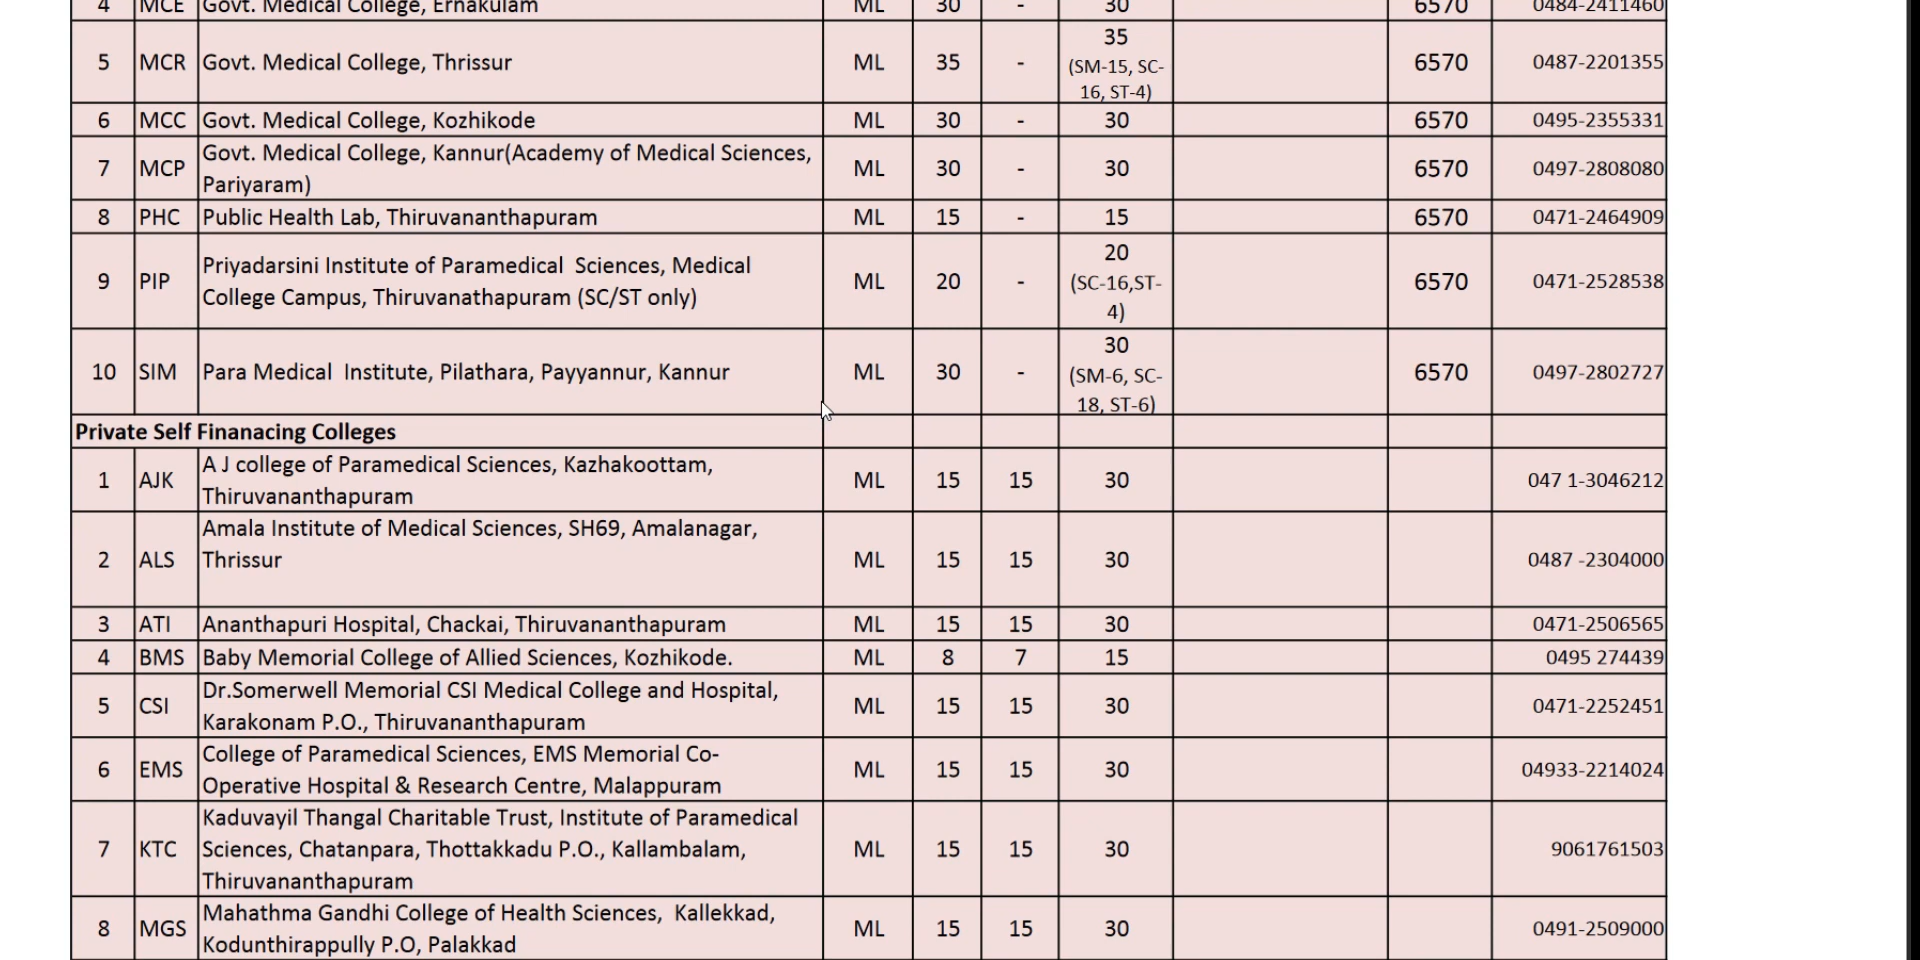 4 MCE Govt. Medical College, Ernakulam ML 30 - 30 6570 0484-2411460
5 MCR Govt. Medical College, Thrissur ML 35 - 35 (SM-15, SC-16, ST-4) 6570 0487-2201355
6 MCC Govt. Medical College, Kozhikode ML 30 - 30 6570 0495-2355331
7 MCP Govt. Medical College, Kannur(Academy of Medical Sciences, Pariyaram) ML 30 - 30 6570 0497-2808080
8 PHC Public Health Lab, Thiruvananthapuram ML 15 - 15 6570 0471-2464909
9 PIP Priyadarsini Institute of Paramedical Sciences, Medical College Campus, Thiruvanathapuram (SC/ST only) ML 20 - 20 (SC-16,ST-4) 6570 0471-2528538
10 SIM Para Medical Institute, Pilathara, Payyannur, Kannur ML 30 - 30 (SM-6, SC-18, ST-6) 6570 0497-2802727
Private Self Finanacing Colleges
1 AJK A J college of Paramedical Sciences, Kazhakoottam, Thiruvananthapuram ML 15 15 30 047 1-3046212
2 ALS Amala Institute of Medical Sciences, SH69, Amalanagar, Thrissur ML 15 15 30 0487 -2304000
3 ATI Ananthapuri Hospital, Chackai, Thiruvananthapuram ML 15 15 30 0471-2506565
4 BMS Baby Memorial College of Allied Sciences, Kozhikode. ML 8 7 15 0495 274439
5 CSI Dr.Somerwell Memorial CSI Medical College and Hospital, Karakonam P.O., Thiruvananthapuram ML 15 15 30 0471-2252451
6 EMS College of Paramedical Sciences, EMS Memorial Co-Operative Hospital & Research Centre, Malappuram ML 15 15 30 04933-2214024
7 KTC Kaduvayil Thangal Charitable Trust, Institute of Paramedical Sciences, Chatanpara, Thottakkadu P.O., Kallambalam, Thiruvananthapuram ML 15 15 30 9061761503
8 MGS Mahathma Gandhi College of Health Sciences, Kallekkad, Kodunthirappully P.O, Palakkad ML 15 15 30 0491-2509000